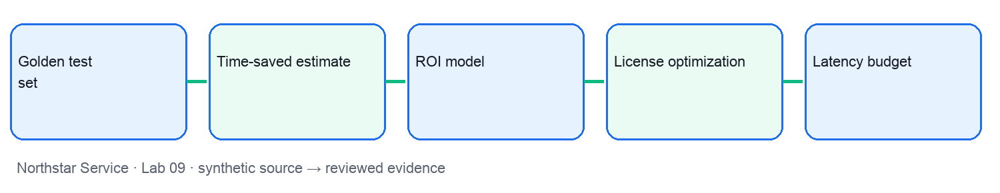 Golden test
set
Time-saved estimate
ROI model
License optimization
Latency budget
Northstar Service · Lab 09 · synthetic source → reviewed evidence